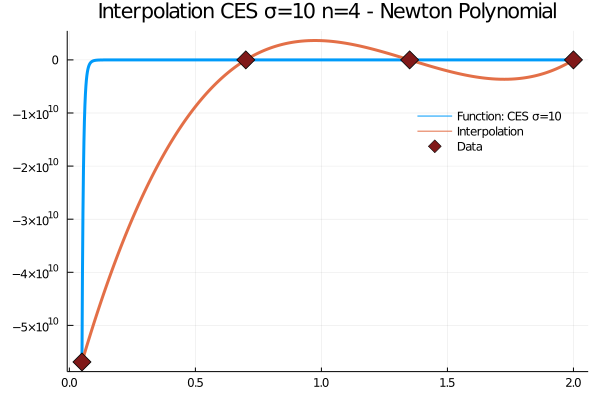 Interpolation CES σ=10 n=4 - Newton Polynomial
0
−1×10¹⁰
−2×10¹⁰
−3×10¹⁰
−4×10¹⁰
−5×10¹⁰
Function: CES σ=10
Interpolation
Data
0.0 0.5 1.0 1.5 2.0